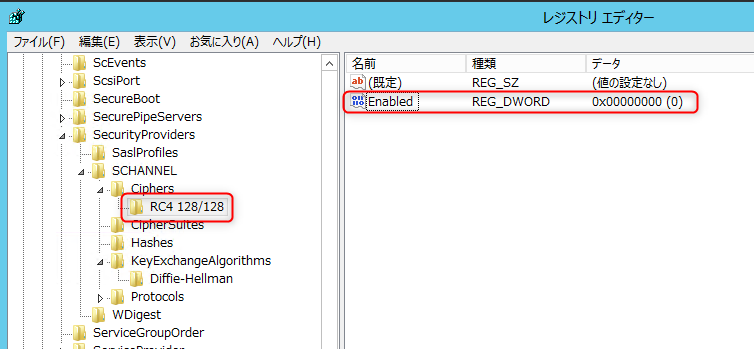 レジストリ エディター
ファイル(F) 編集(E) 表示(V) お気に入り(A) ヘルプ(H)
ScEvents
ScsiPort
SecureBoot
SecurePipeServers
SecurityProviders
SaslProfiles
SCHANNEL
Ciphers
RC4 128/128
CipherSuites
Hashes
KeyExchangeAlgorithms
Diffie-Hellman
Protocols
WDigest
ServiceGroupOrder
ServiceProvider
名前 種類 データ
(既定) REG_SZ (値の設定なし)
Enabled REG_DWORD 0x00000000 (0)